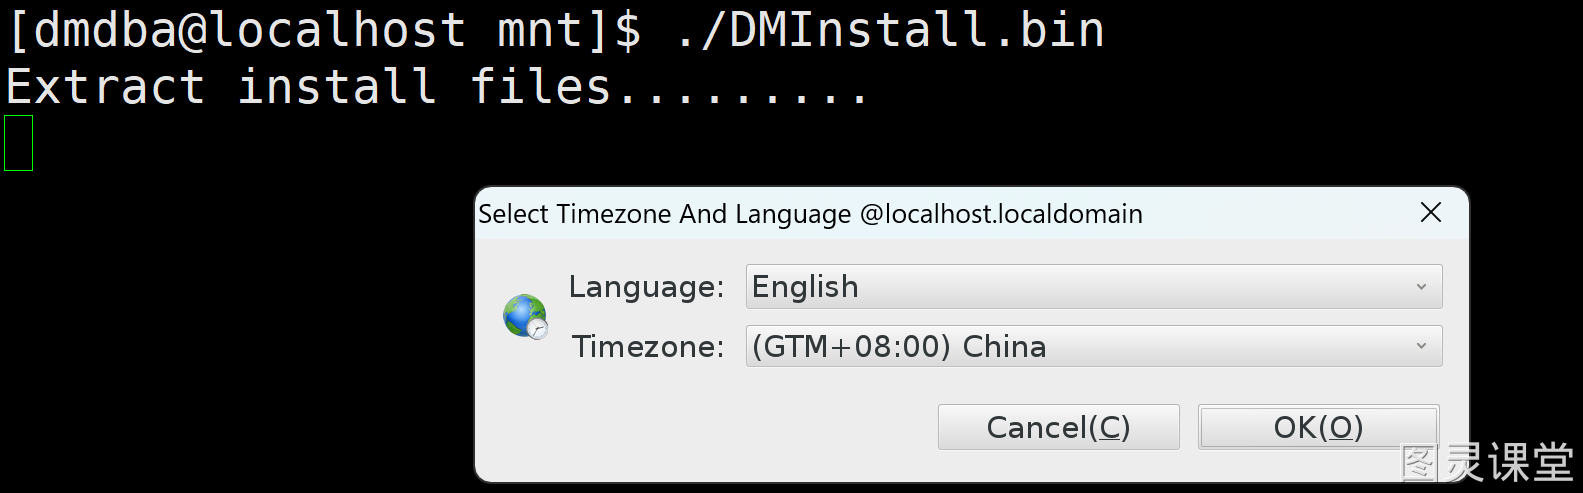 [dmdba@localhost mnt]$ ./DMInstall.bin
Extract install files.........
Select Timezone And Language @localhost.localdomain
Language: English
Timezone: (GTM+08:00) China
Cancel(C) OK(O)
图灵课堂